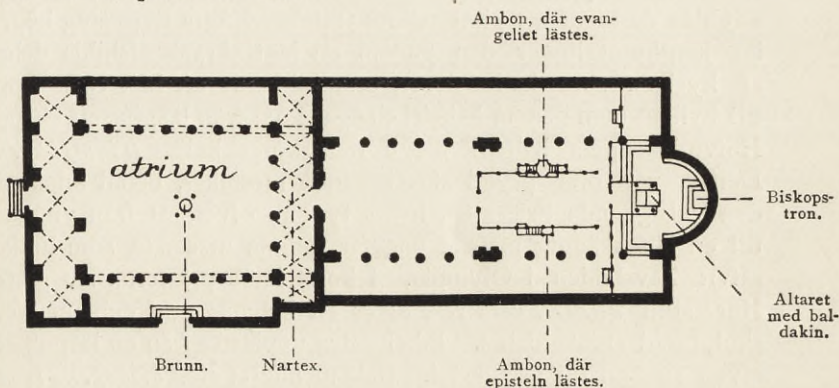 Ambon, där evan-
geliet lästes.
atrium
Biskops-
tron.
Altaret
med bal-
dakin.
Brunn.
Nartex.
Ambon, där
episteln lästes.